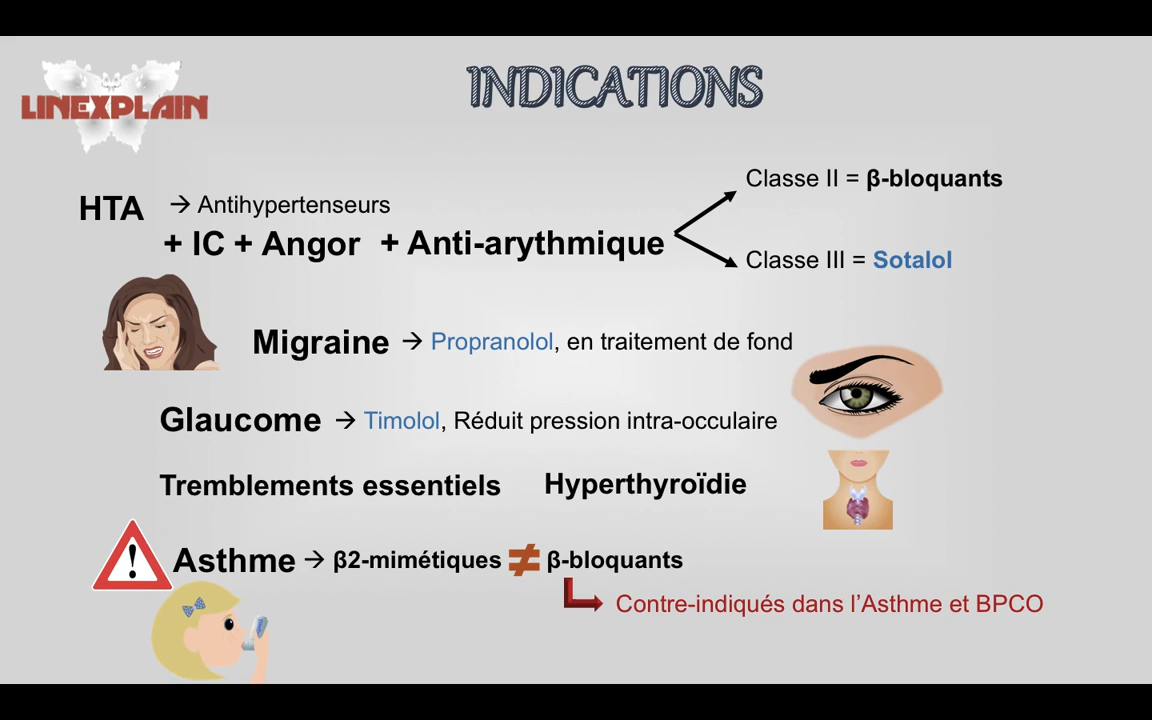 LINEXPLAIN
INDICATIONS
Classe II = β-bloquants
HTA → Antihypertenseurs
+ IC + Angor + Anti-arythmique
Classe III = Sotalol
Migraine → Propranolol, en traitement de fond
Glaucome → Timolol, Réduit pression intra-occulaire
Tremblements essentiels Hyperthyroïdie
! Asthme → β2-mimétiques ≠ β-bloquants
Contre-indiqués dans l'Asthme et BPCO